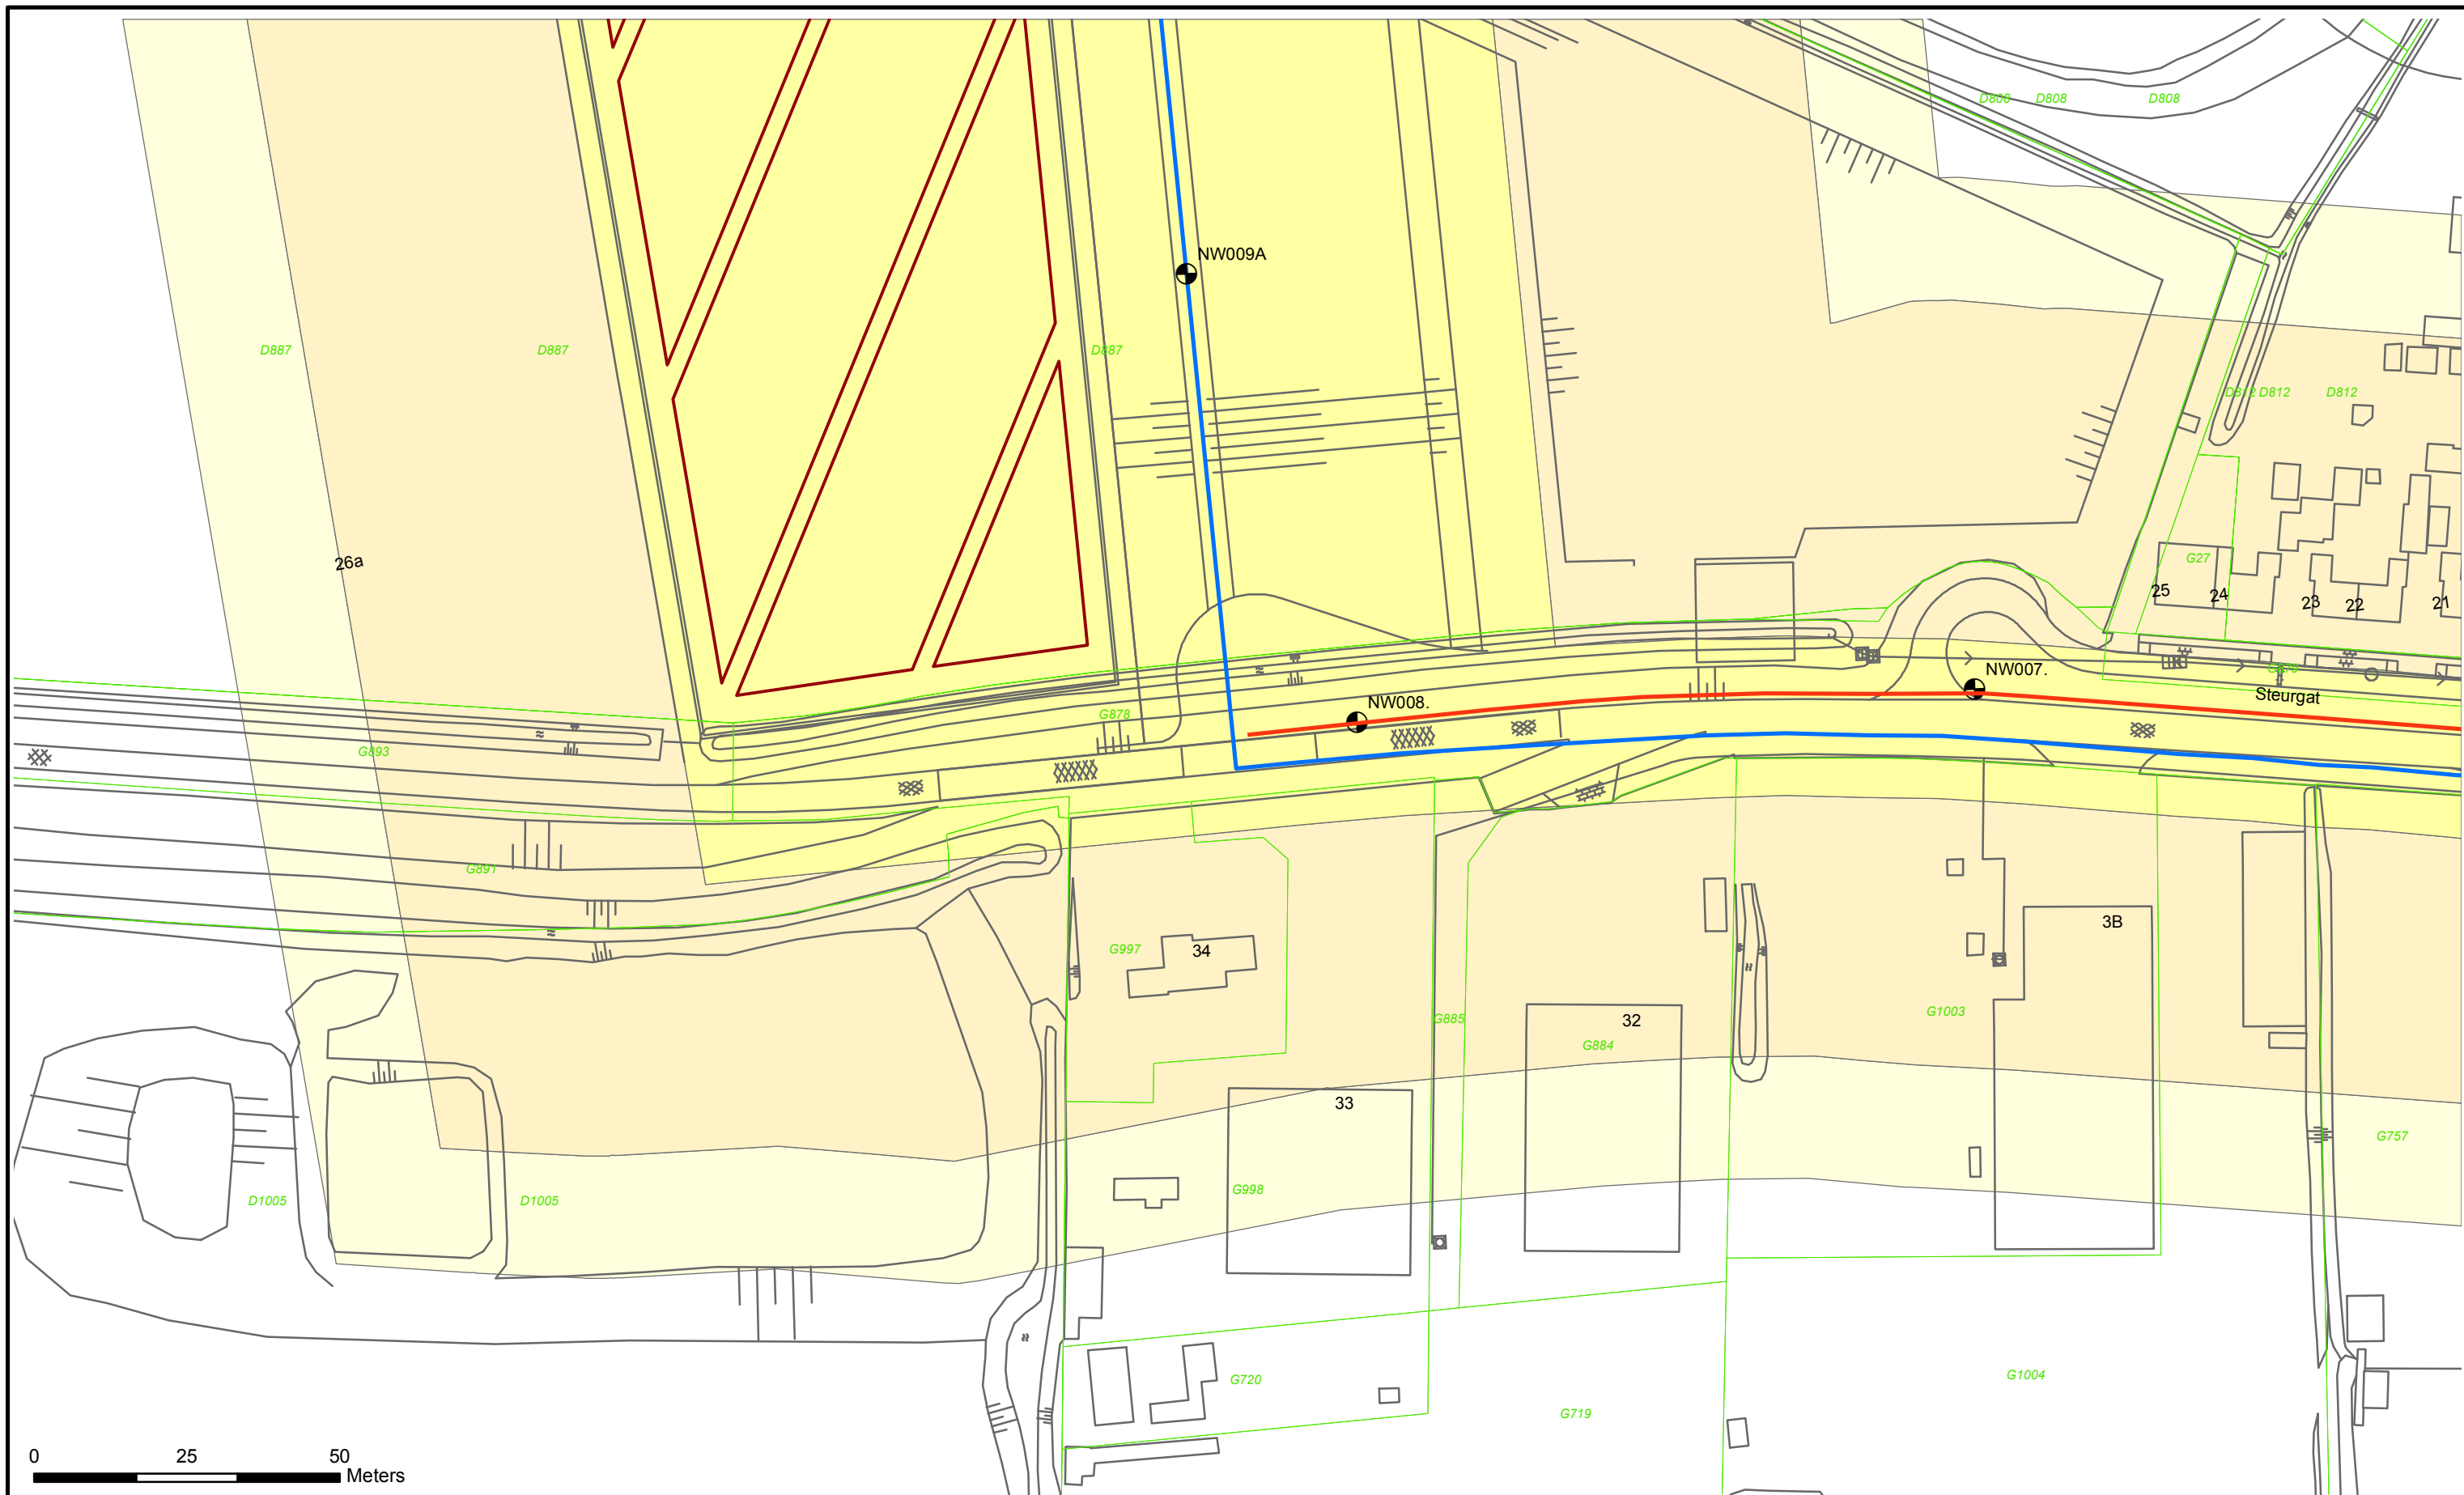 D808 D808 D808
NW009A
D887 D887 D887
D812 D812 D812
26a
G27
25 24 23 22 21
NW007.
Steurgat
NW008.
G878
G893
G891
G997
34
3B
G885
32
G1003
G884
33
G757
D1005 D1005
G998
G720
G1004
G719
0 25 50
Meters